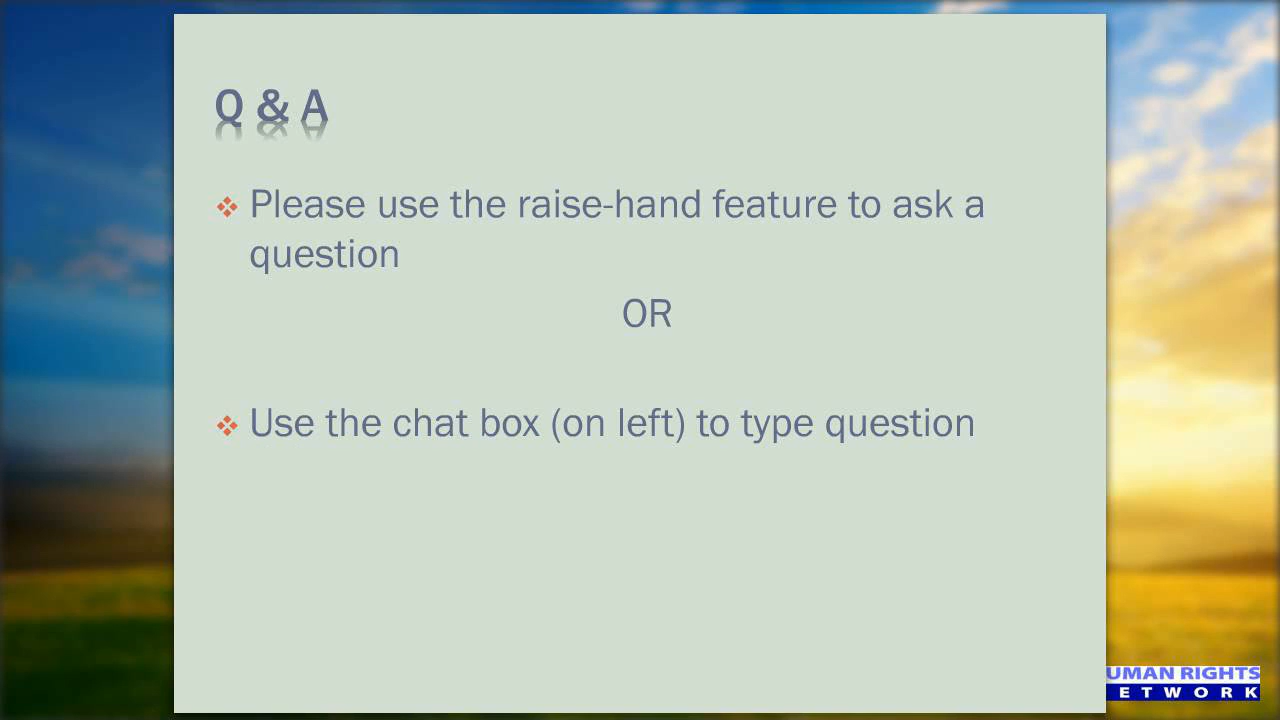 Q & A
Please use the raise-hand feature to ask a
question
OR
Use the chat box (on left) to type question
UMAN RIGHTS
ETWORK